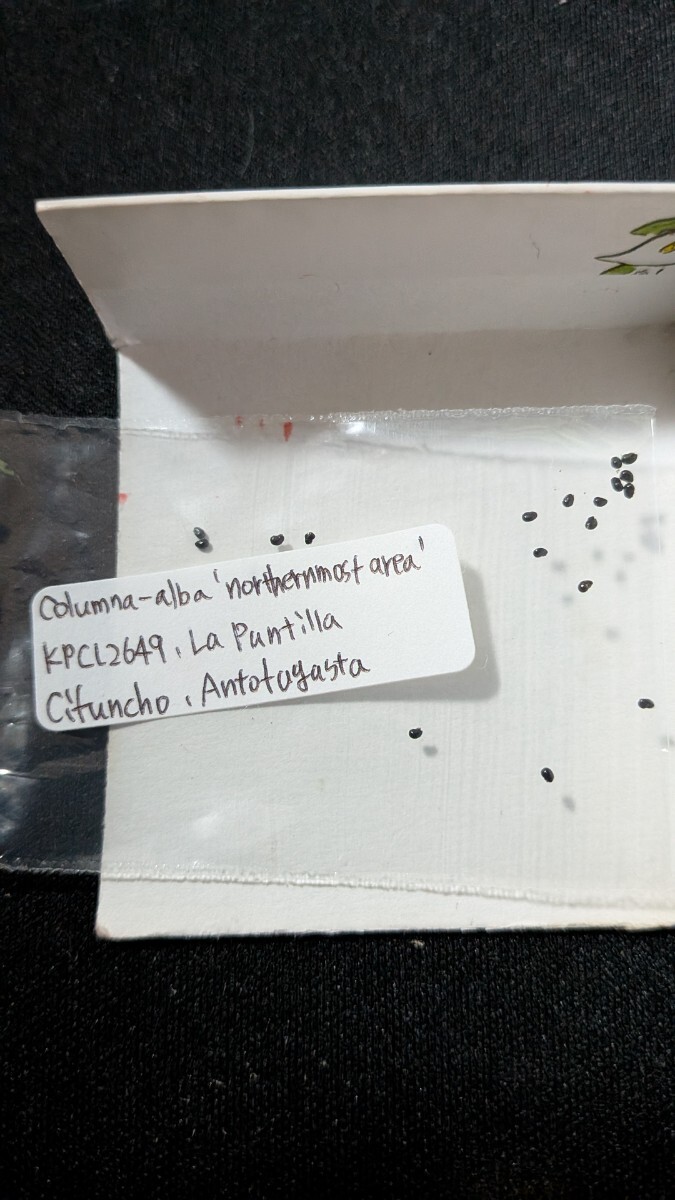 Columna-alba 'northernmost area'
KPCL2649, La Puntilla
Cifuncho, Antofagasta